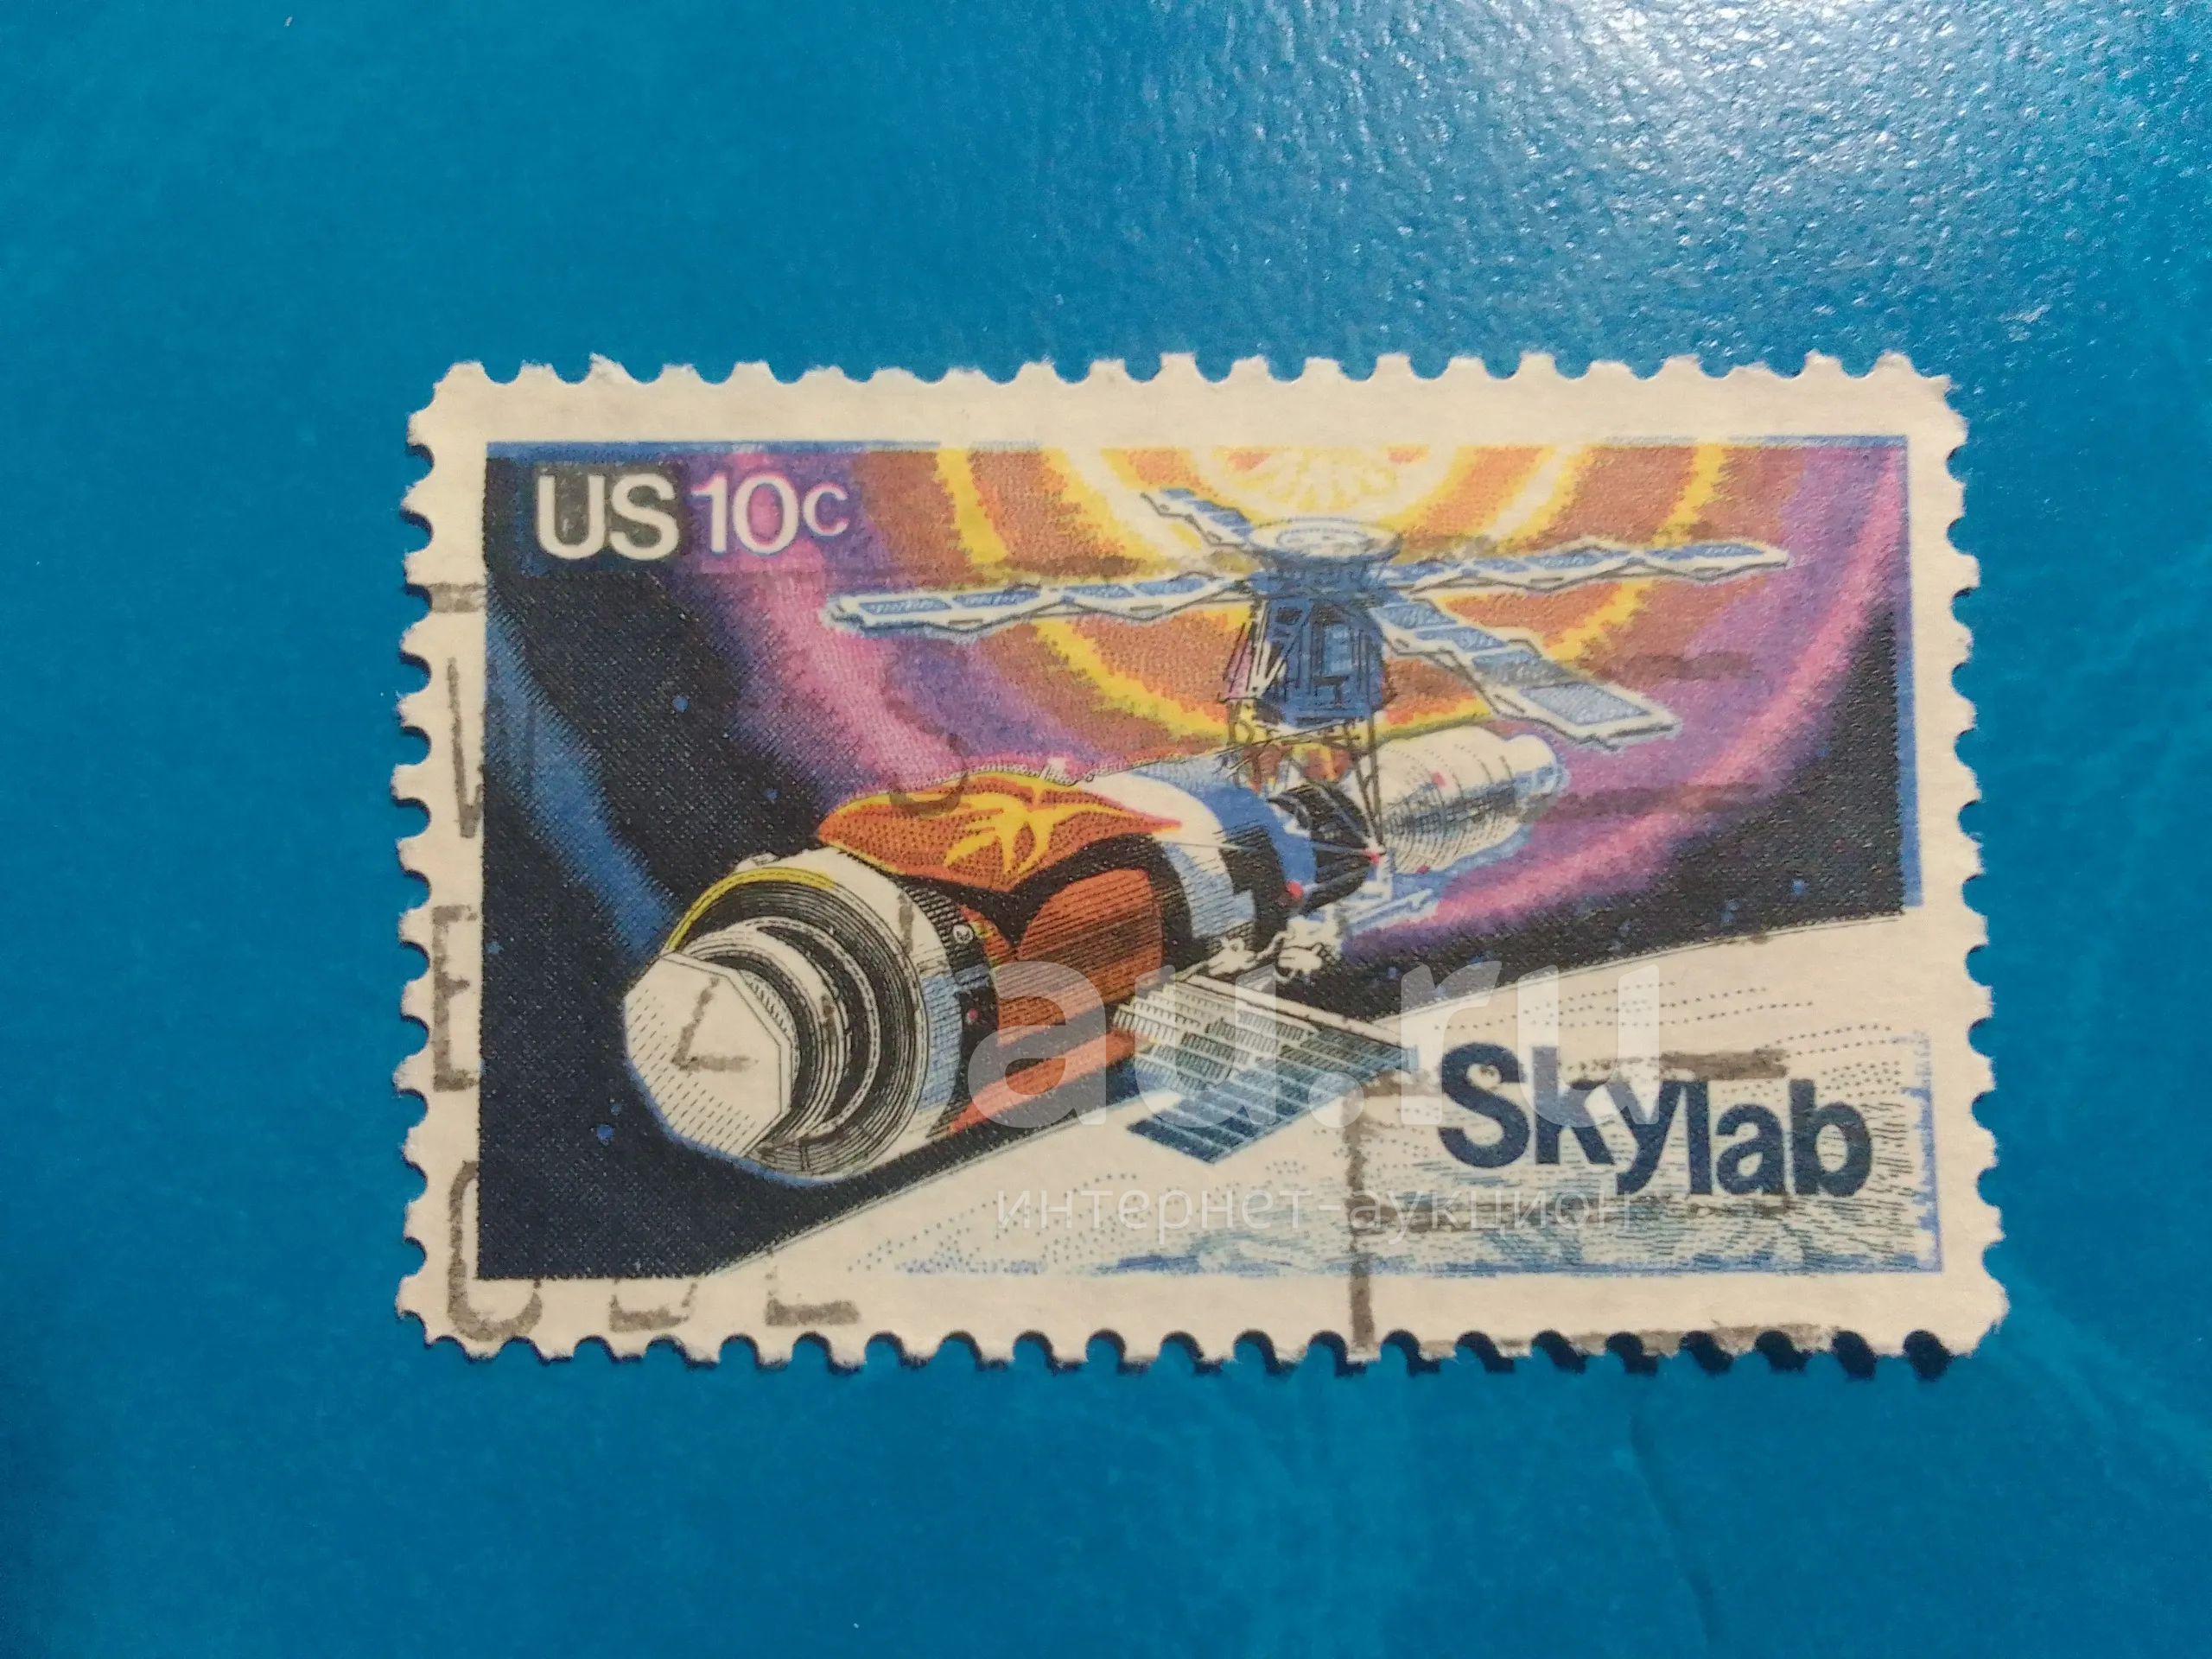 US 10c
au.ru
Skylab
интернет-аукцион